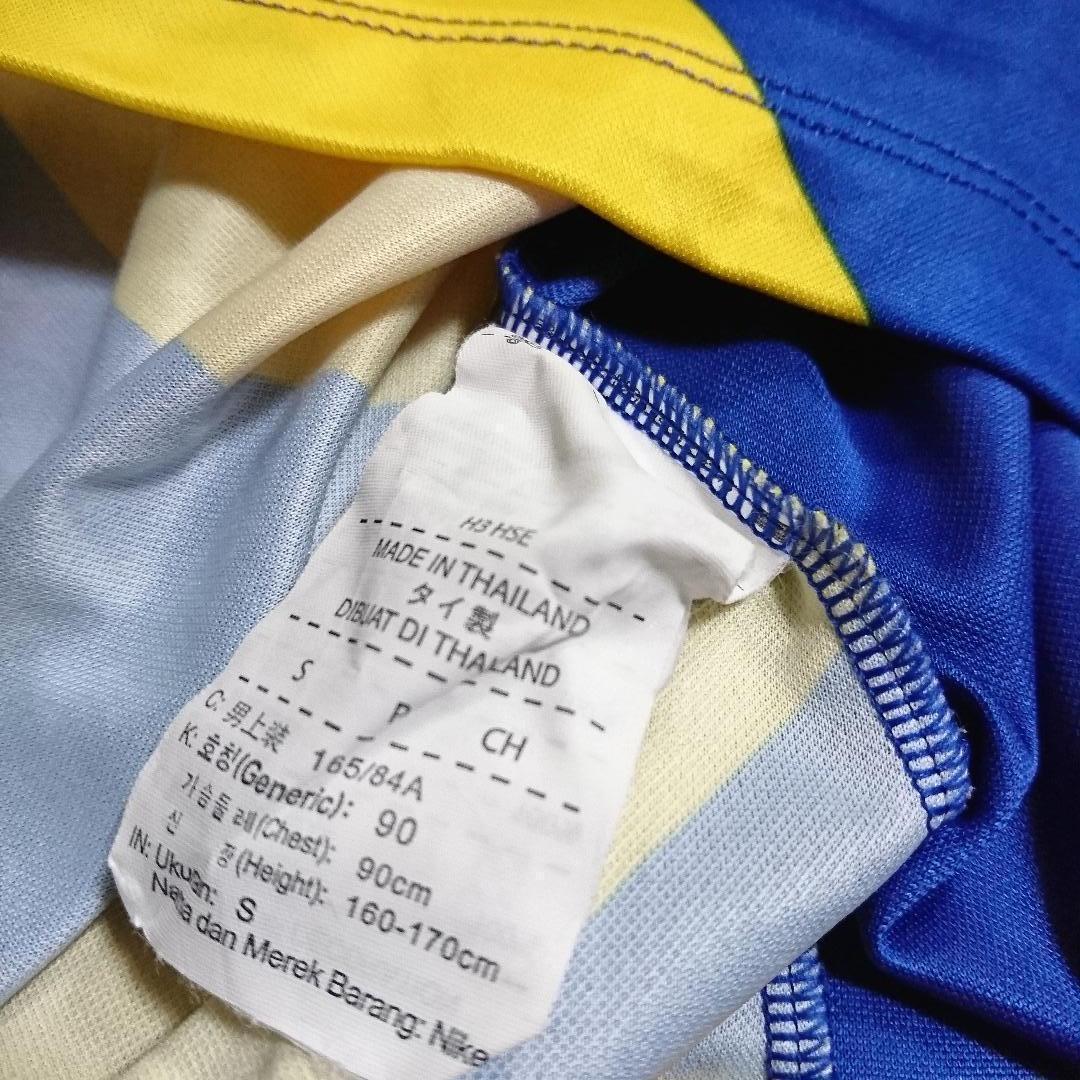 H3 HSE
MADE IN THAILAND
タイ製
DIBUAT DI THAILAND
S P CH
C: 男上装 165/84A
K: 호칭(Generic): 90
가슴둘레(Chest): 90cm
신 장(Height): 160-170cm
IN: Ukuran: S
Nama dan Merek Barang: Nike